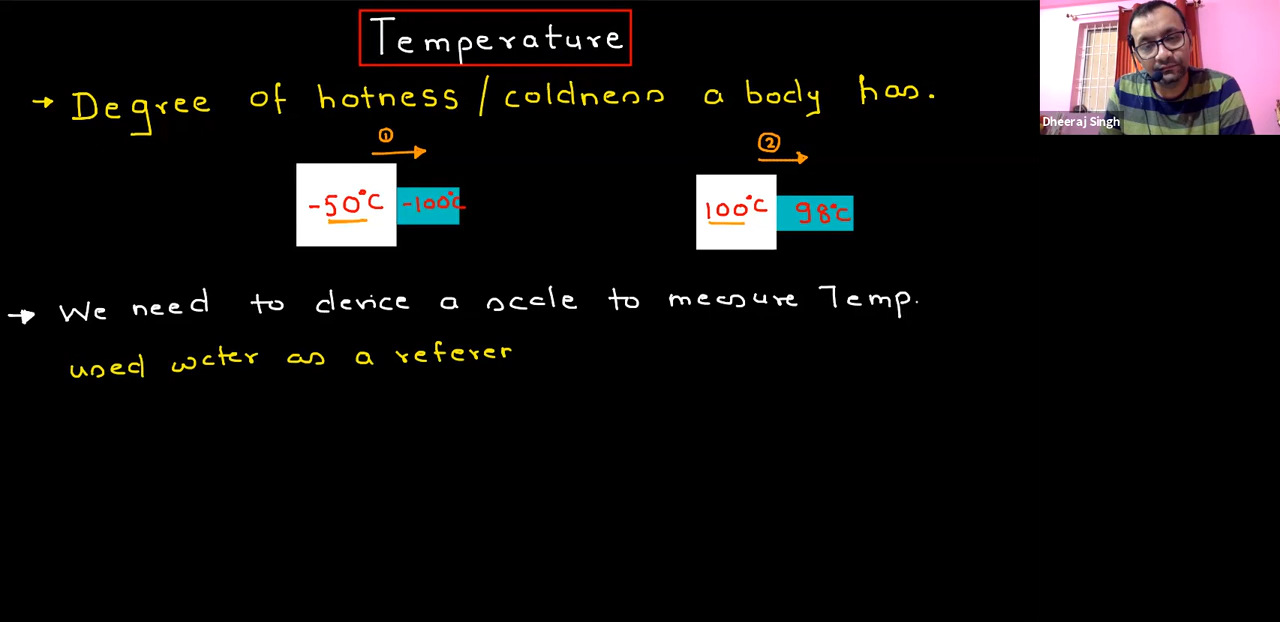 Temperature
→ Degree of hotness / coldness a body has.
Dheeraj Singh
① ②
-50°C -100°C 100°C 98°C
→ We need to device a scale to measure Temp.
used water as a referen